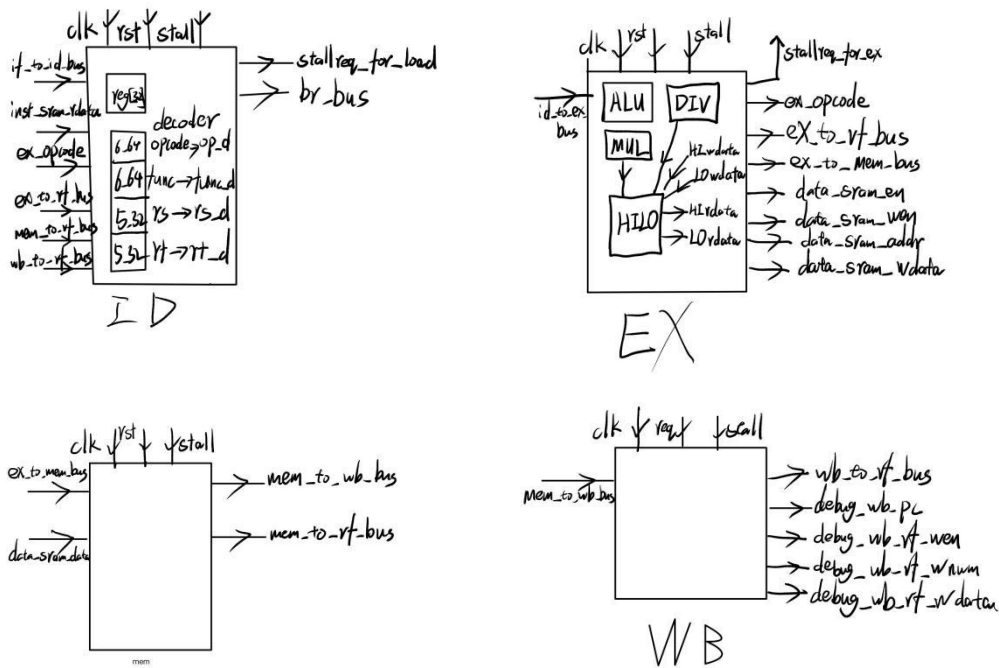 clk rst stall
if_to_id_bus
inst_sram_rdata
ex_opcode
ex_to_rf_bus
mem_to_rf_bus
wb_to_rf_bus
reg[32]
decoder
6_64 opcode→op_d
6_64 func→func_d
5_32 rs→rs_d
5_32 rt→rt_d
stallreq_for_load
br_bus
ID
clk rst stall
stallreq_for_ex
id_to_ex_bus
ALU DIV
MUL
HILO
HIwdata
LOwdata
HIrdata
LOrdata
ex_opcode
ex_to_rf_bus
ex_to_mem_bus
data_sram_en
data_sram_wen
data_sram_addr
data_sram_wdata
EX
clk rst stall
ex_to_mem_bus
data_sram_data
mem_to_wb_bus
mem_to_rf_bus
mem
clk req stall
mem_to_wb_bus
wb_to_rf_bus
debug_wb_pc
debug_wb_rf_wen
debug_wb_rf_wnum
debug_wb_rf_wdata
WB